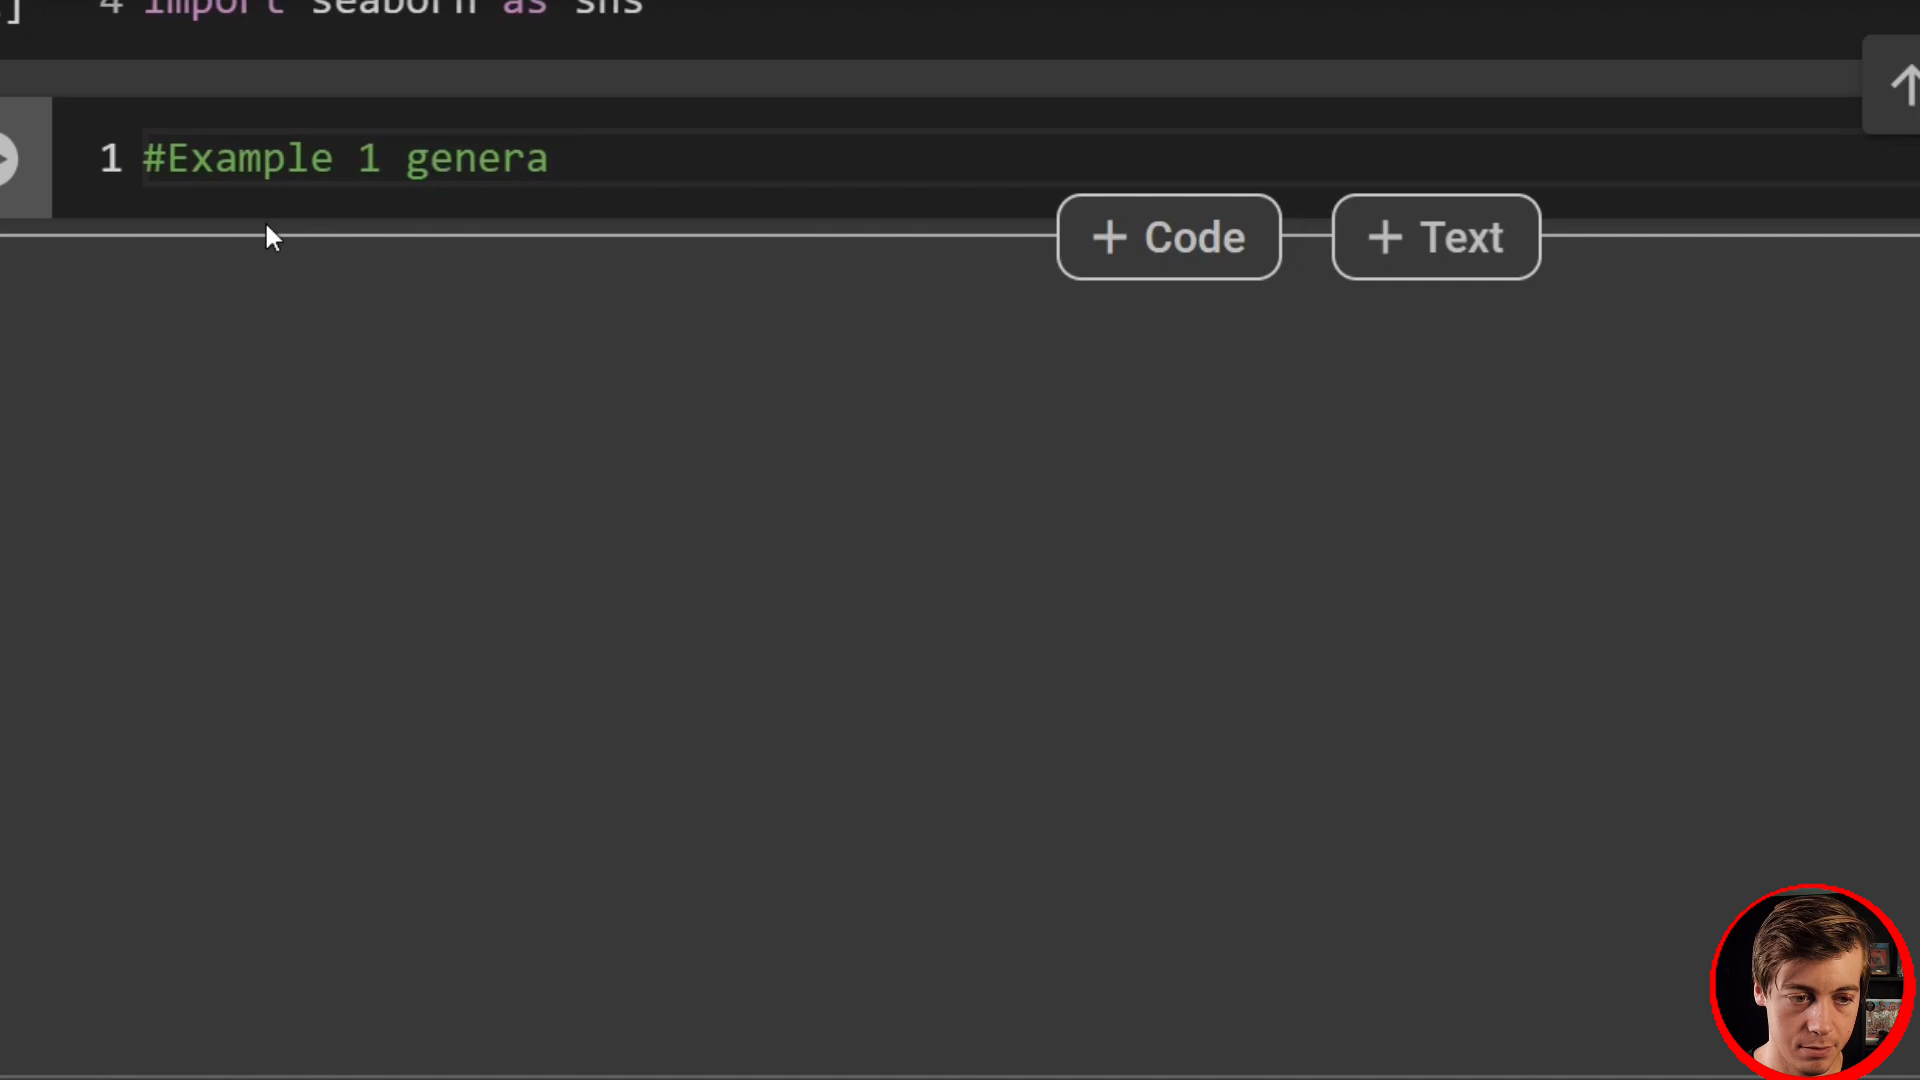 ] 4 import seaborn as sns
1 #Example 1 genera
+ Code + Text